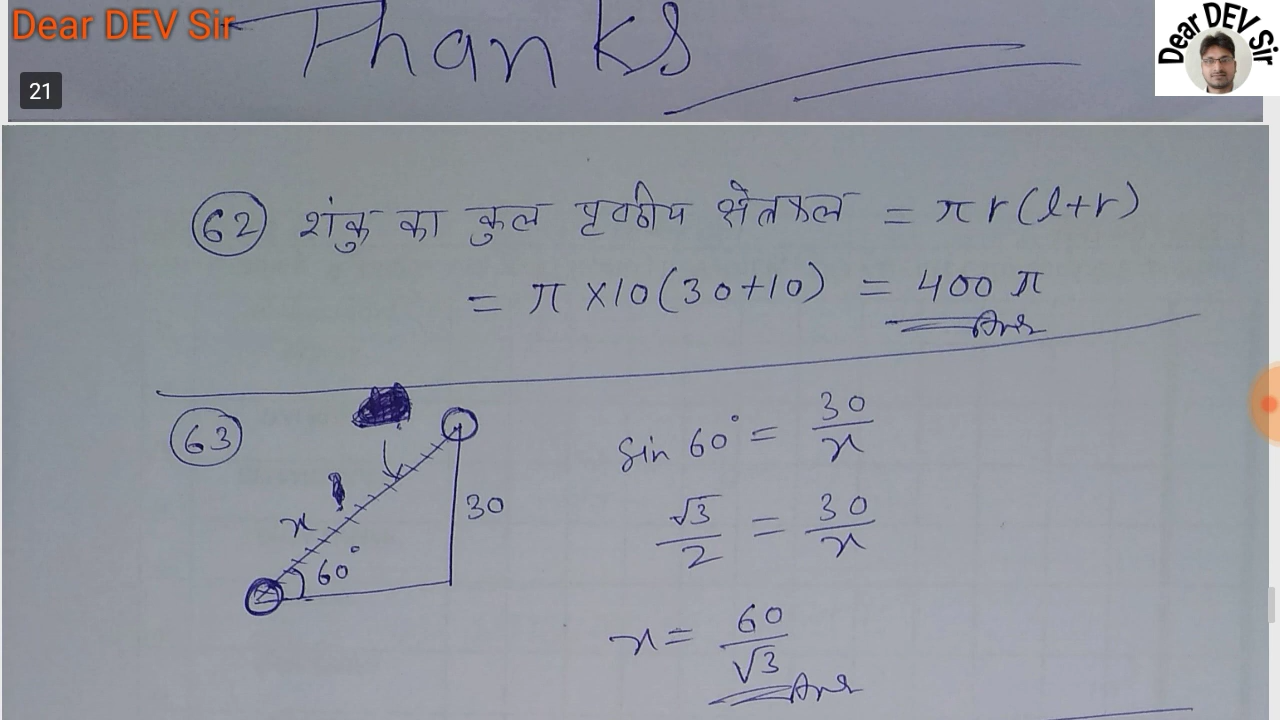 Dear DEV Sir
Thanks
Dear DEV Sir
21
62 शंकु का कुल पृष्ठीय क्षेत्रफल = πr(l+r)
= π×10(30+10) = 400π
Ans
63
x
60°
30
Sin 60° = 30/x
√3/2 = 30/x
x = 60/√3
Ans